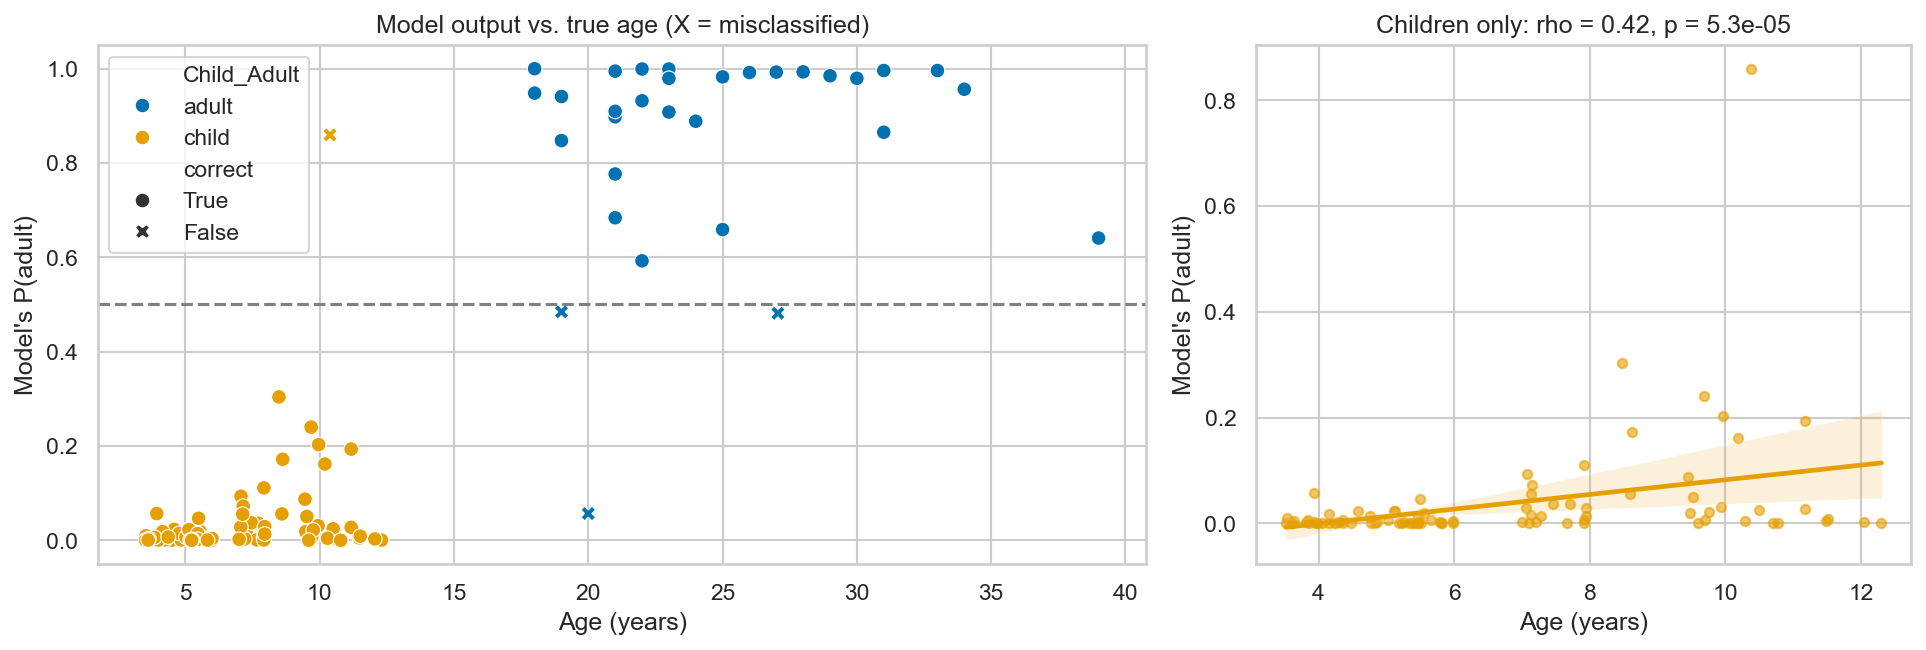 Model output vs. true age (X = misclassified)
Model's P(adult)
1.0
0.8
0.6
0.4
0.2
0.0
Child_Adult
adult
child
correct
True
False
5 10 15 20 25 30 35 40
Age (years)
Children only: rho = 0.42, p = 5.3e-05
Model's P(adult)
0.8
0.6
0.4
0.2
0.0
4 6 8 10 12
Age (years)